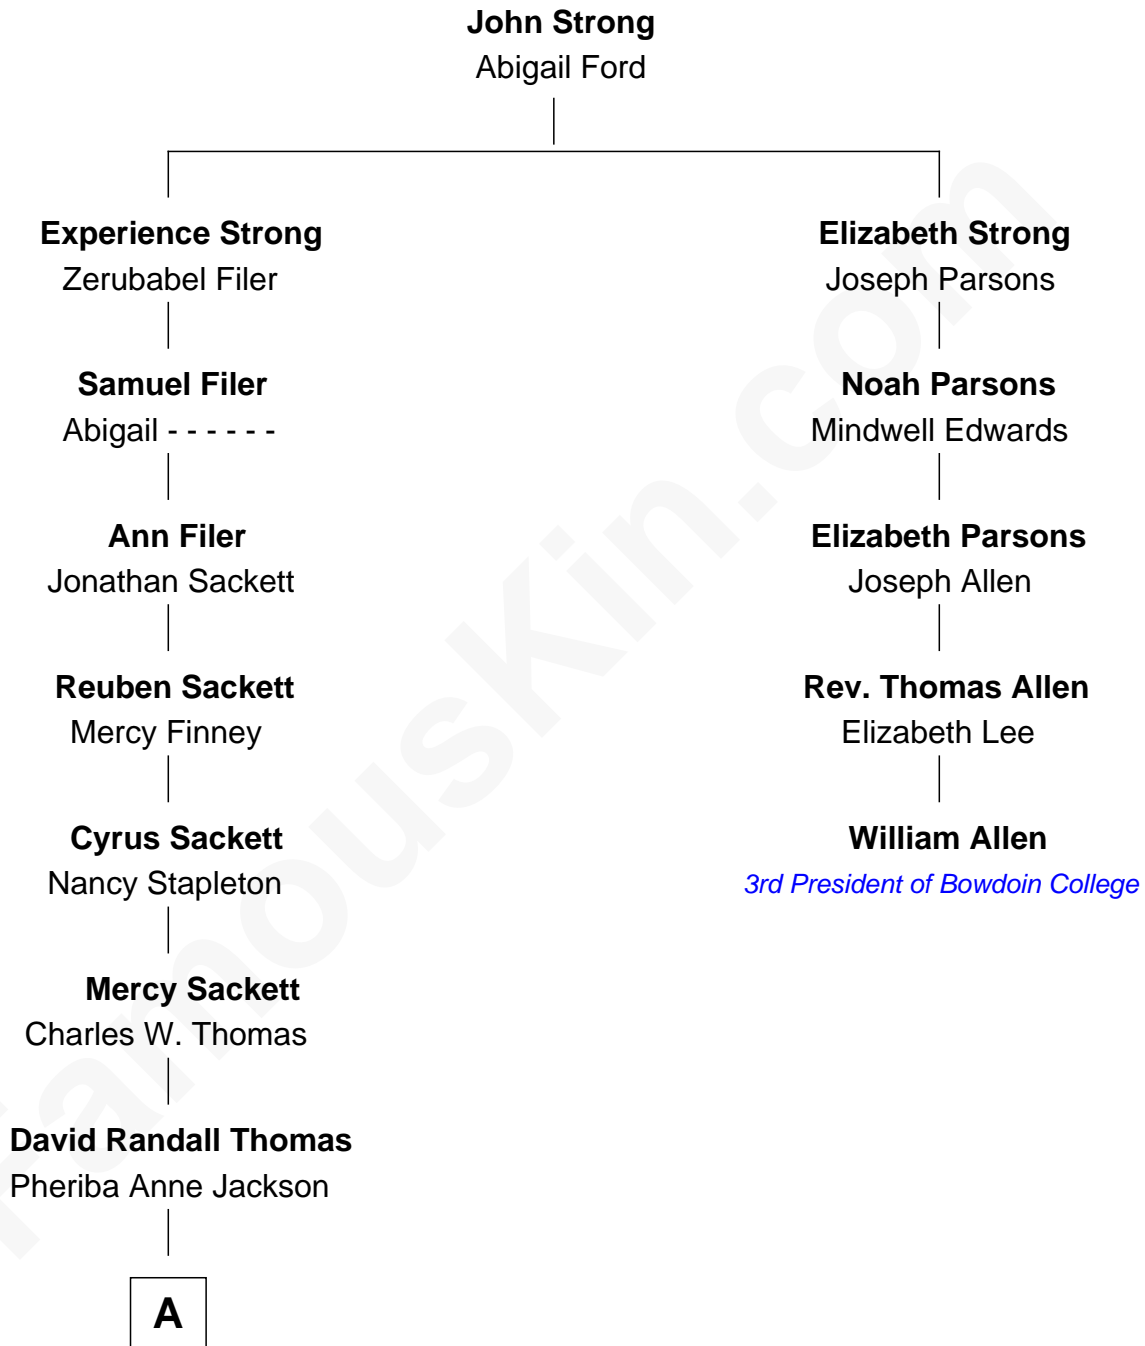 John Strong
Abigail Ford
Experience Strong
Zerubabel Filer
Elizabeth Strong
Joseph Parsons
Samuel Filer
Abigail - - - - - -
Noah Parsons
Mindwell Edwards
Ann Filer
Jonathan Sackett
Elizabeth Parsons
Joseph Allen
Reuben Sackett
Mercy Finney
Rev. Thomas Allen
Elizabeth Lee
Cyrus Sackett
Nancy Stapleton
William Allen
3rd President of Bowdoin College
Mercy Sackett
Charles W. Thomas
David Randall Thomas
Pheriba Anne Jackson
A
FamousKin.com